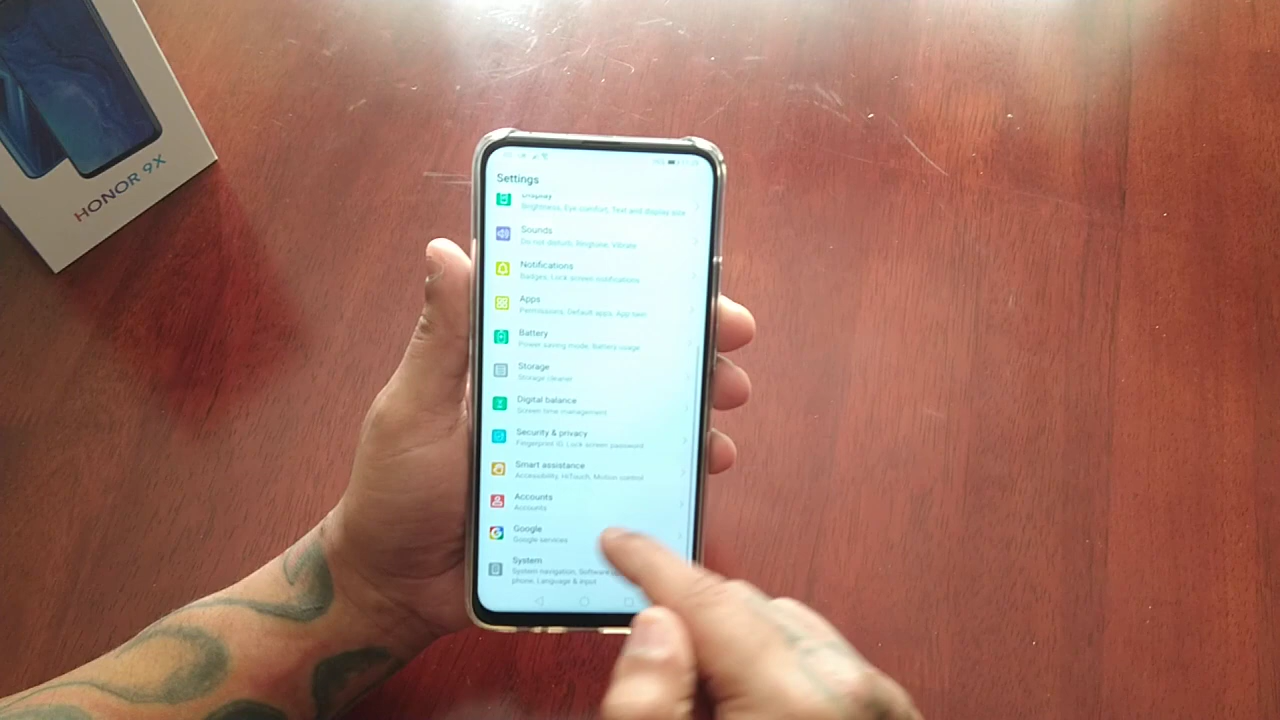 HONOR 9X
Settings
Display
Brightness, Eye comfort, Text and display size
Sounds
Do not disturb, Ringtone, Vibrate
Notifications
Badges, Lock screen notifications
Apps
Permissions, Default apps, App twin
Battery
Power saving mode, Battery usage
Storage
Storage cleaner
Digital balance
Screen time management
Security & privacy
Fingerprint ID, Lock screen password
Smart assistance
Accessibility, HiTouch, Motion control
Accounts
Accounts
Google
Google services
System
System navigation, Software
phone, Language & input